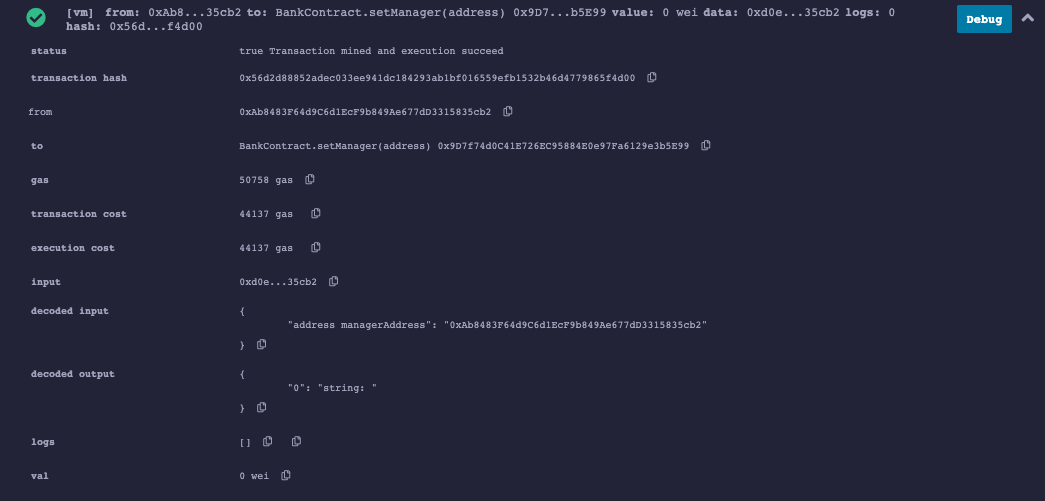 [vm] from: 0xAb8...35cb2 to: BankContract.setManager(address) 0x9D7...b5E99 value: 0 wei data: 0xd0e...35cb2 logs: 0
hash: 0x56d...f4d00
Debug
status true Transaction mined and execution succeed
transaction hash 0x56d2d88852adec033ee941dc184293ab1bf016559efb1532b46d4779865f4d00
from 0xAb8483F64d9C6d1EcF9b849Ae677dD3315835cb2
to BankContract.setManager(address) 0x9D7f74d0C41E726EC95884E0e97Fa6129e3b5E99
gas 50758 gas
transaction cost 44137 gas
execution cost 44137 gas
input 0xd0e...35cb2
decoded input {
"address managerAddress": "0xAb8483F64d9C6d1EcF9b849Ae677dD3315835cb2"
}
decoded output {
"0": "string: "
}
logs []
val 0 wei